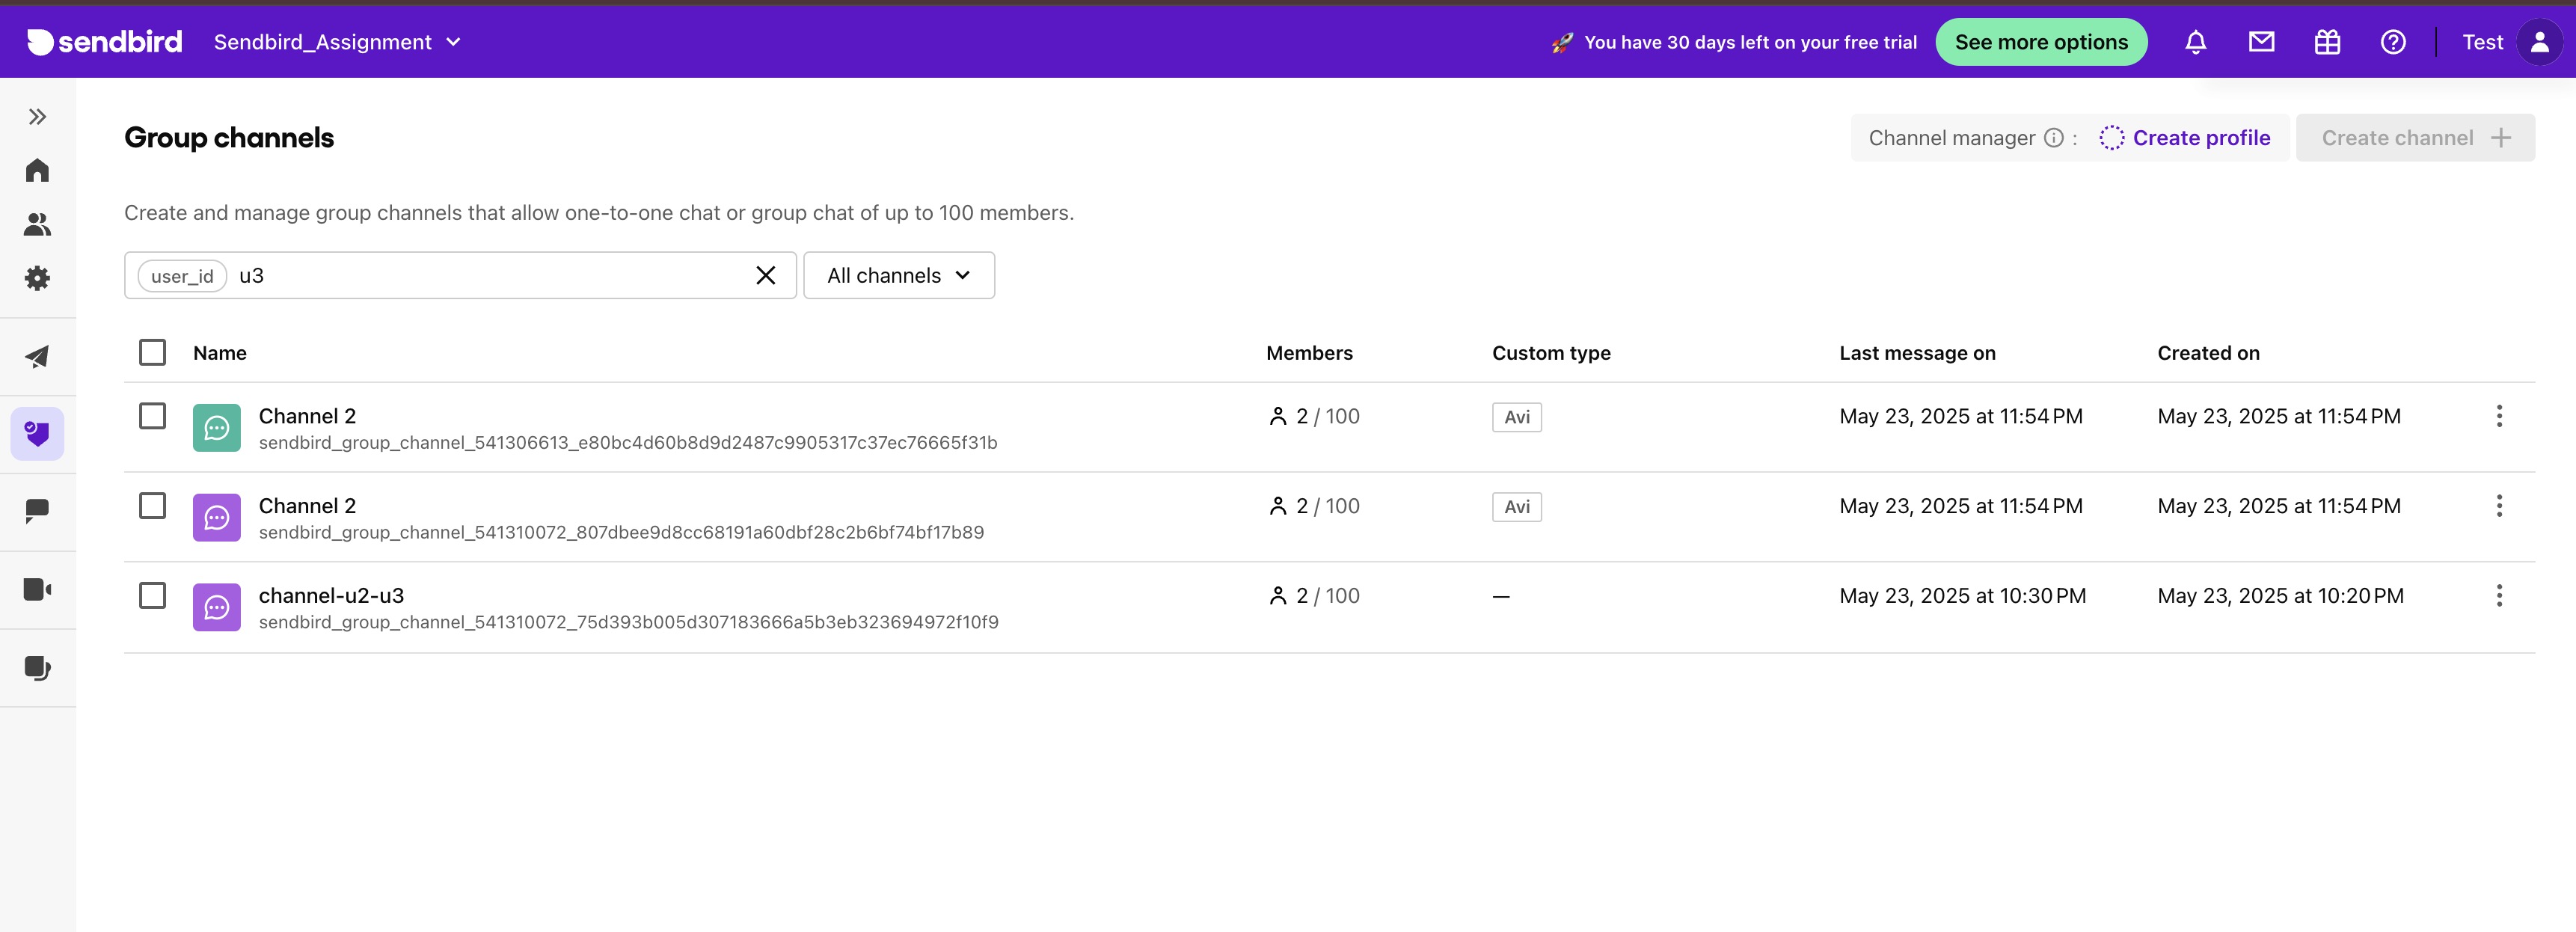 sendbird Sendbird_Assignment 🚀 You have 30 days left on your free trial See more options Test
Group channels Channel manager : Create profile Create channel
Create and manage group channels that allow one-to-one chat or group chat of up to 100 members.
user_id u3 All channels
Name Members Custom type Last message on Created on
Channel 2 2 / 100 Avi May 23, 2025 at 11:54 PM May 23, 2025 at 11:54 PM
sendbird_group_channel_541306613_e80bc4d60b8d9d2487c9905317c37ec76665f31b
Channel 2 2 / 100 Avi May 23, 2025 at 11:54 PM May 23, 2025 at 11:54 PM
sendbird_group_channel_541310072_807dbee9d8cc68191a60dbf28c2b6bf74bf17b89
channel-u2-u3 2 / 100 — May 23, 2025 at 10:30 PM May 23, 2025 at 10:20 PM
sendbird_group_channel_541310072_75d393b005d307183666a5b3eb323694972f10f9